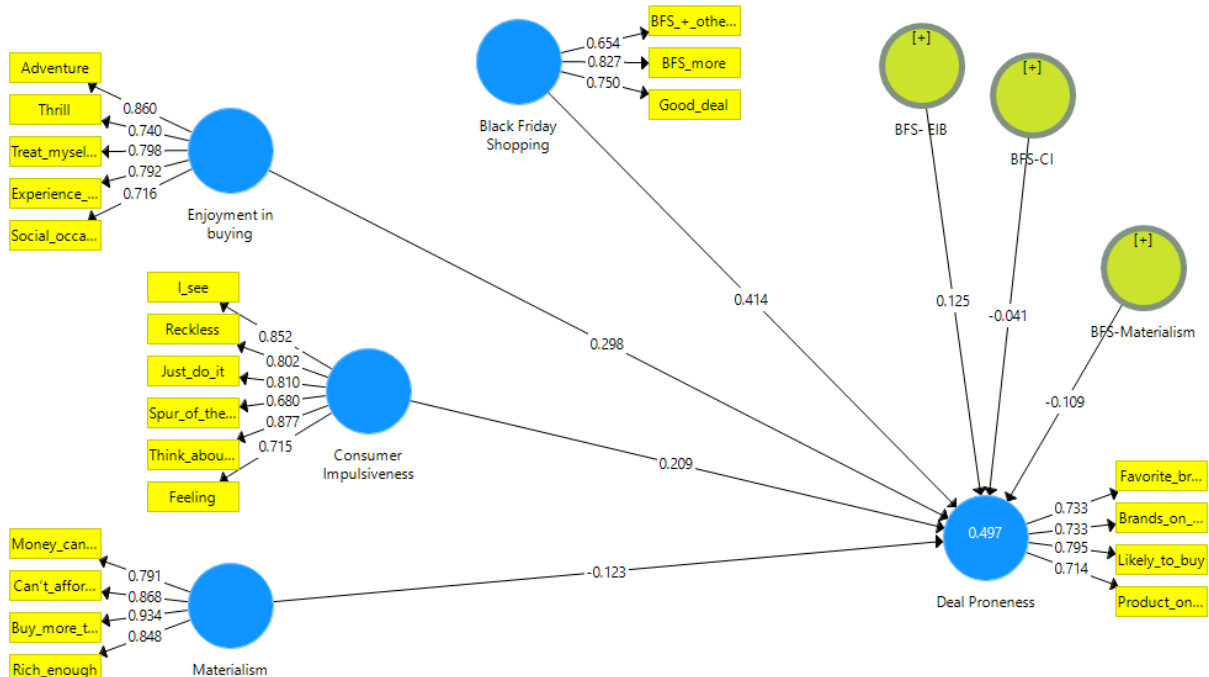 Adventure
Thrill
Treat_mysel...
Experience_...
Social_occa...
0.860
0.740
0.798
0.792
0.716
Enjoyment in
buying
BFS_+_othe...
BFS_more
Good_deal
0.654
0.827
0.750
Black Friday
Shopping
[+]
BFS- EIB
[+]
BFS-CI
[+]
BFS-Materialism
0.125
-0.041
-0.109
0.414
0.298
0.209
-0.123
I_see
Reckless
Just_do_it
Spur_of_the...
Think_abou...
Feeling
0.852
0.802
0.810
0.680
0.877
0.715
Consumer
Impulsiveness
Money_can...
Can't_affor...
Buy_more_t...
Rich_enough
0.791
0.868
0.934
0.848
Materialism
0.497
Deal Proneness
0.733
0.733
0.795
0.714
Favorite_br...
Brands_on_...
Likely_to_buy
Product_on...